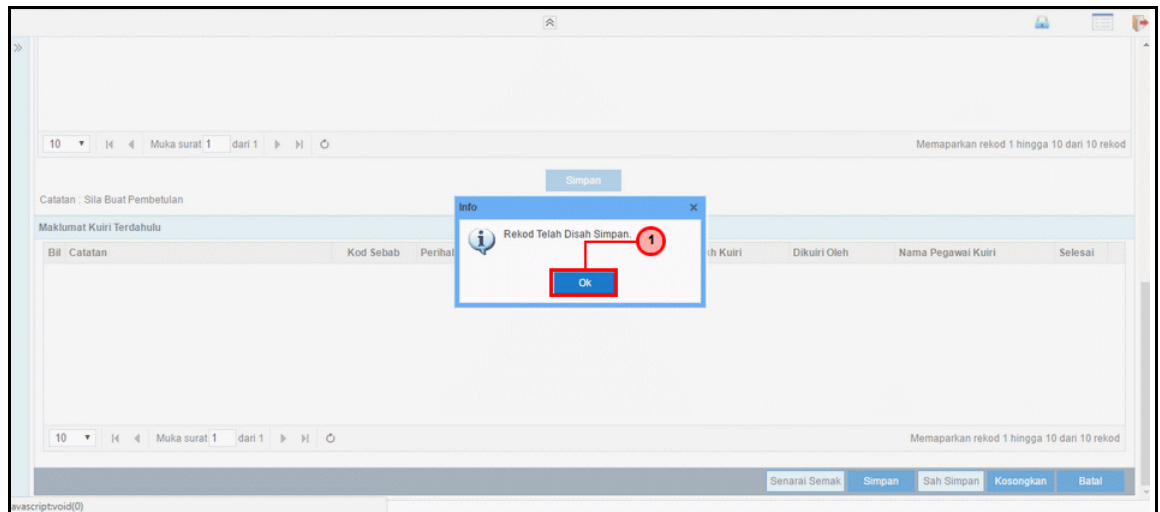 10 Muka surat 1 dari 1 Memaparkan rekod 1 hingga 10 dari 10 rekod
Simpan
Catatan : Sila Buat Pembetulan
Info
Maklumat Kuiri Terdahulu
Rekod Telah Disah Simpan.
1
Bil Catatan Kod Sebab Perihal Kuiri Dikuiri Oleh Nama Pegawai Kuiri Selesai
Ok
10 Muka surat 1 dari 1 Memaparkan rekod 1 hingga 10 dari 10 rekod
Senarai Semak Simpan Sah Simpan Kosongkan Batal
avascript:void(0)